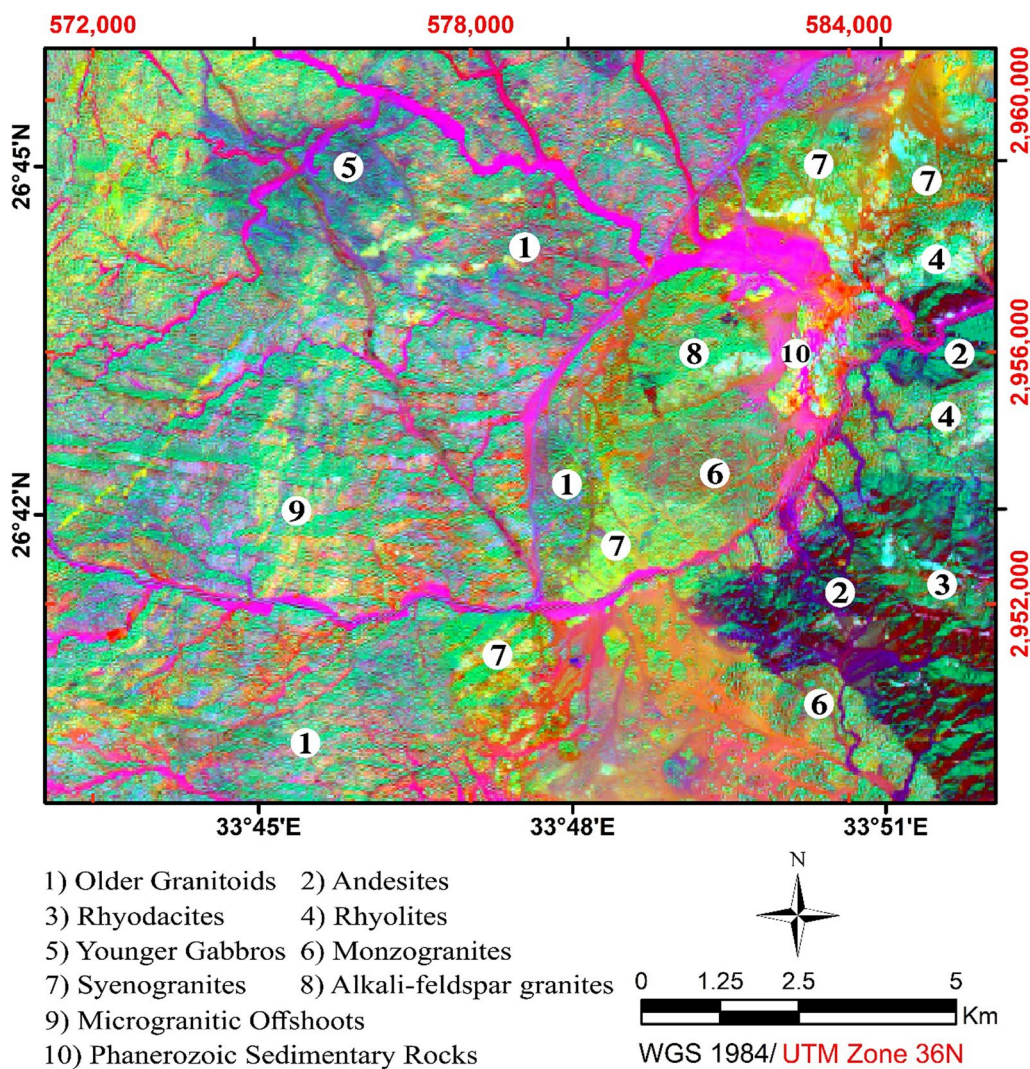 572,000 578,000 584,000
2,960,000
26°45'N
5
7
7
1
4
8
10
2
2,956,000
4
6
1
26°42'N
9
7
2
3
2,952,000
7
6
1
33°45'E 33°48'E 33°51'E
N
1) Older Granitoids 2) Andesites
3) Rhyodacites 4) Rhyolites
5) Younger Gabbros 6) Monzogranites
7) Syenogranites 8) Alkali-feldspar granites
9) Microgranitic Offshoots
10) Phanerozoic Sedimentary Rocks
0 1.25 2.5 5
Km
WGS 1984/ UTM Zone 36N